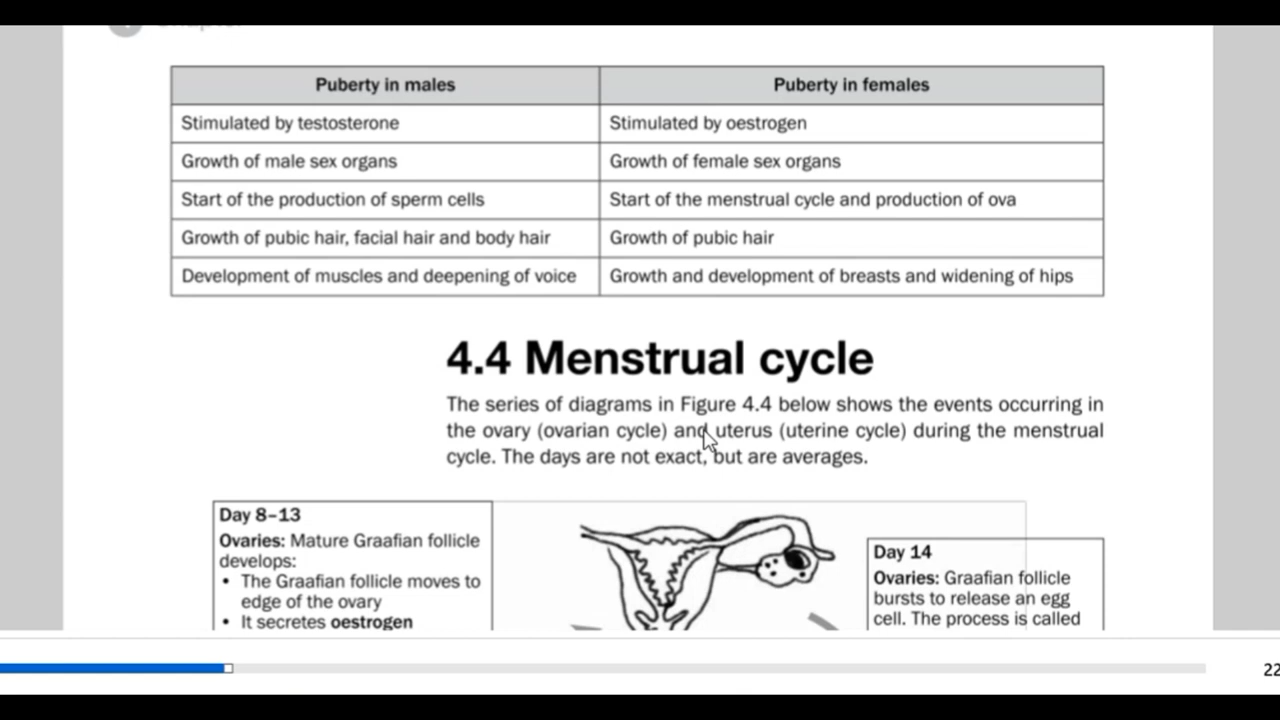 Puberty in males Puberty in females
Stimulated by testosterone Stimulated by oestrogen
Growth of male sex organs Growth of female sex organs
Start of the production of sperm cells Start of the menstrual cycle and production of ova
Growth of pubic hair, facial hair and body hair Growth of pubic hair
Development of muscles and deepening of voice Growth and development of breasts and widening of hips
4.4 Menstrual cycle
The series of diagrams in Figure 4.4 below shows the events occurring in
the ovary (ovarian cycle) and uterus (uterine cycle) during the menstrual
cycle. The days are not exact, but are averages.
Day 8–13
Ovaries: Mature Graafian follicle
develops:
• The Graafian follicle moves to
edge of the ovary
• It secretes oestrogen
Day 14
Ovaries: Graafian follicle
bursts to release an egg
cell. The process is called
22